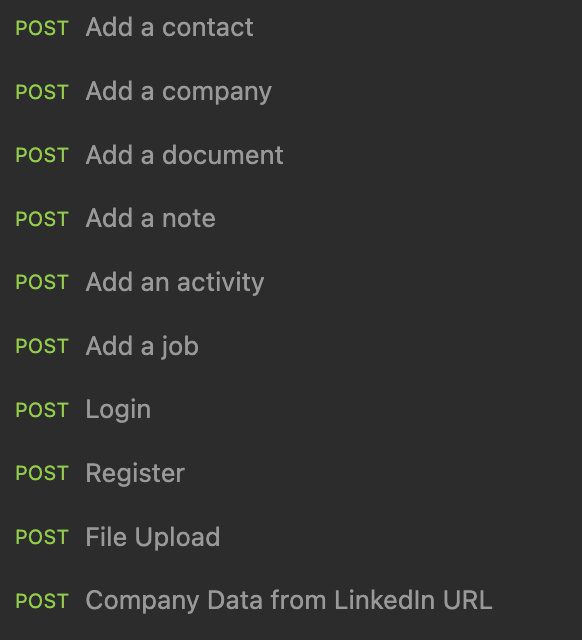 POST Add a contact
POST Add a company
POST Add a document
POST Add a note
POST Add an activity
POST Add a job
POST Login
POST Register
POST File Upload
POST Company Data from LinkedIn URL